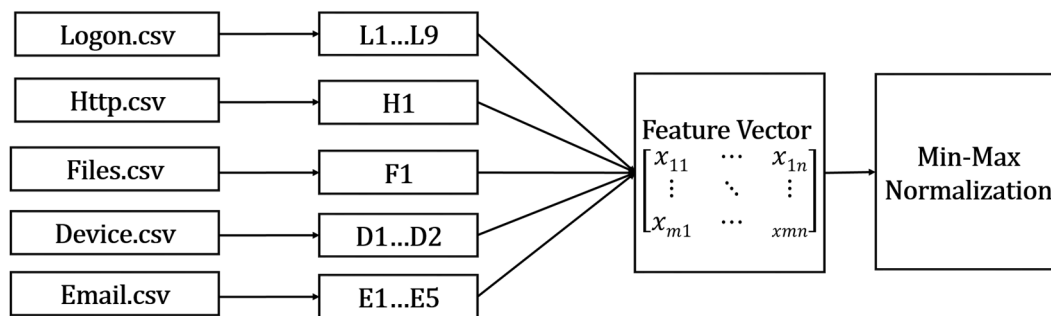 Logon.csv
L1...L9
Http.csv
H1
Files.csv
F1
Device.csv
D1...D2
Email.csv
E1...E5
Feature Vector
x11 ⋯ x1n
⋮ ⋱ ⋮
xm1 ⋯ xmn
Min-Max
Normalization